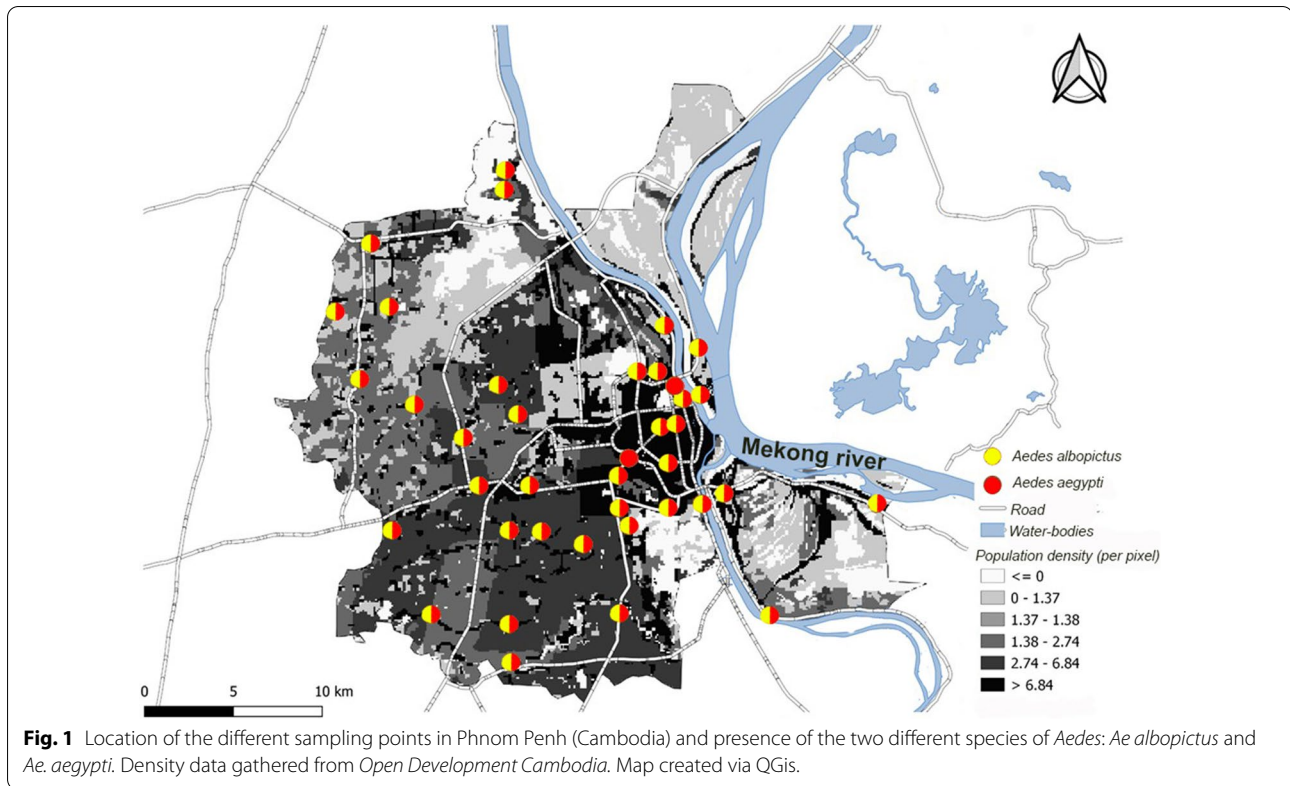 Mekong river
Aedes albopictus
Aedes aegypti
Road
Water-bodies
Population density (per pixel)
<= 0
0 - 1.37
1.37 - 1.38
1.38 - 2.74
2.74 - 6.84
> 6.84
0 5 10 km
Fig. 1 Location of the different sampling points in Phnom Penh (Cambodia) and presence of the two different species of Aedes: Ae albopictus and
Ae. aegypti. Density data gathered from Open Development Cambodia. Map created via QGis.